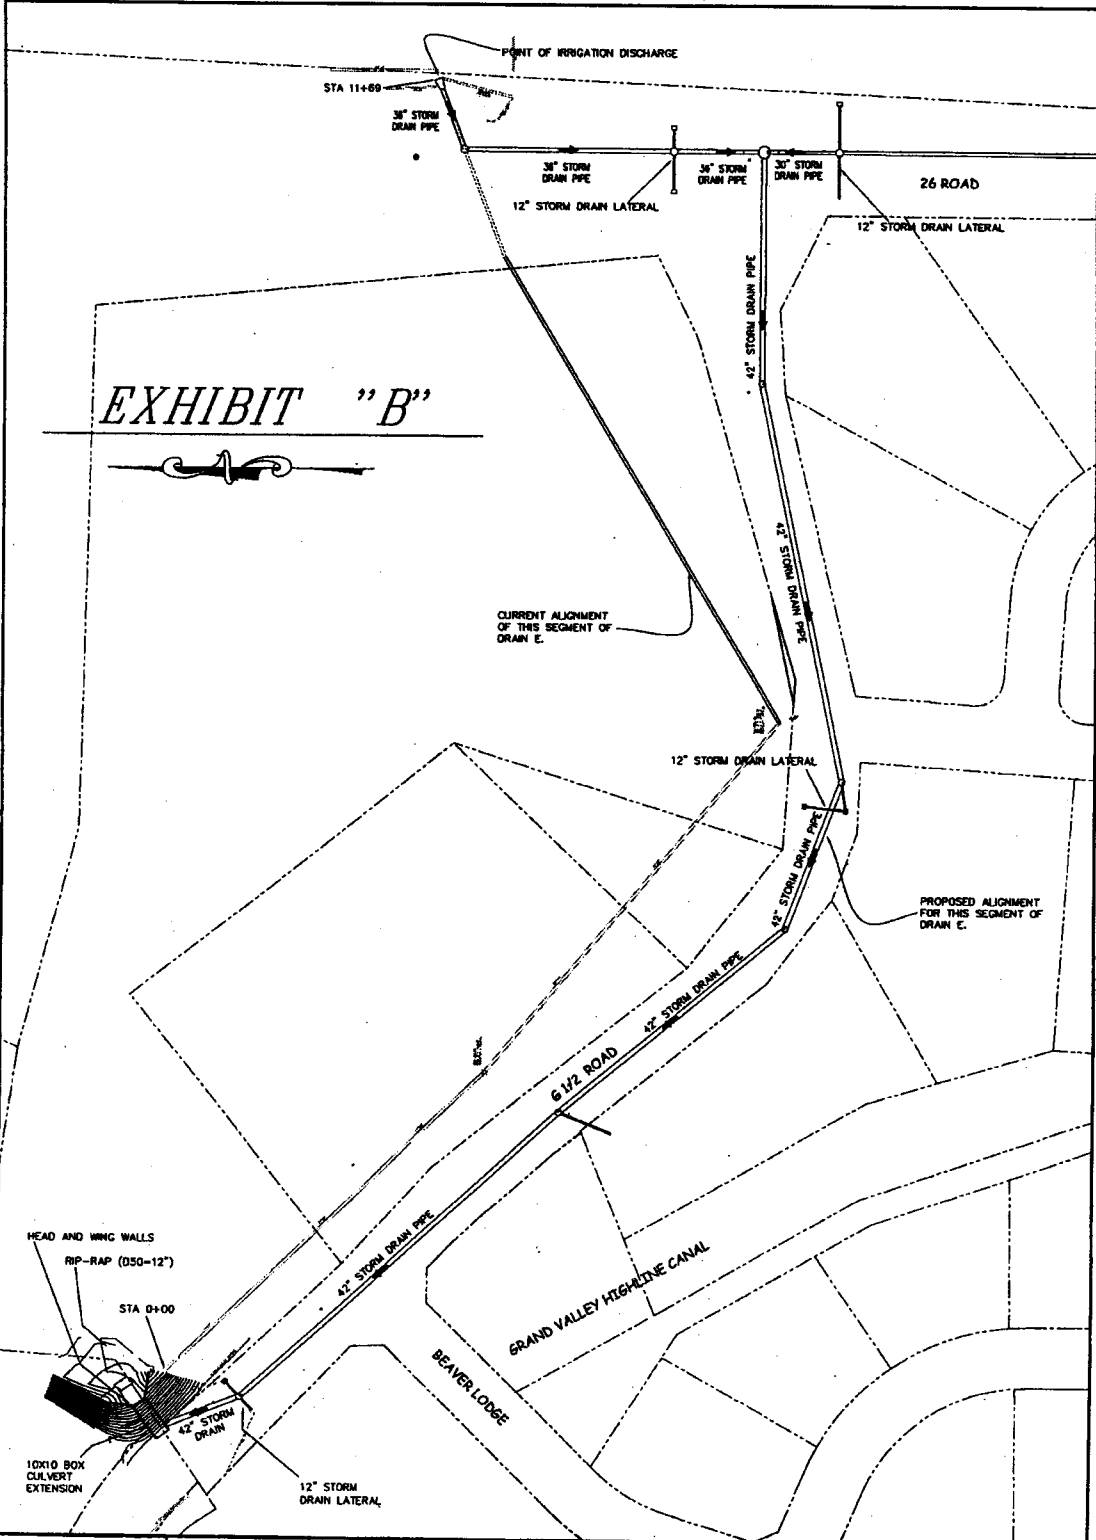 POINT OF IRRIGATION DISCHARGE
STA 11+69
36" STORM
DRAIN PIPE
36" STORM
DRAIN PIPE
36" STORM
DRAIN PIPE
30" STORM
DRAIN PIPE
26 ROAD
12" STORM DRAIN LATERAL
12" STORM DRAIN LATERAL
42" STORM DRAIN PIPE
EXHIBIT "B"
42" STORM DRAIN PIPE
CURRENT ALIGNMENT
OF THIS SEGMENT OF
DRAIN E.
12" STORM DRAIN LATERAL
42" STORM DRAIN PIPE
PROPOSED ALIGNMENT
FOR THIS SEGMENT OF
DRAIN E.
42" STORM DRAIN PIPE
G 1/2 ROAD
42" STORM DRAIN PIPE
HEAD AND WING WALLS
RIP-RAP (D50=12")
STA 0+00
GRAND VALLEY HIGHLINE CANAL
BEAVER LODGE
42" STORM
DRAIN
10X10 BOX
CULVERT
EXTENSION
12" STORM
DRAIN LATERAL